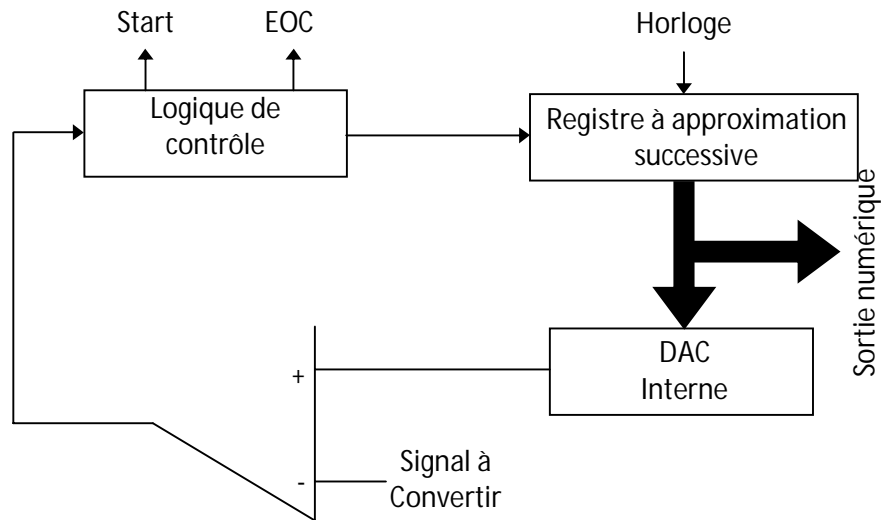 Start
EOC
Horloge
Logique de
contrôle
Registre à approximation
successive
Sortie numérique
DAC
Interne
+
-
Signal à
Convertir